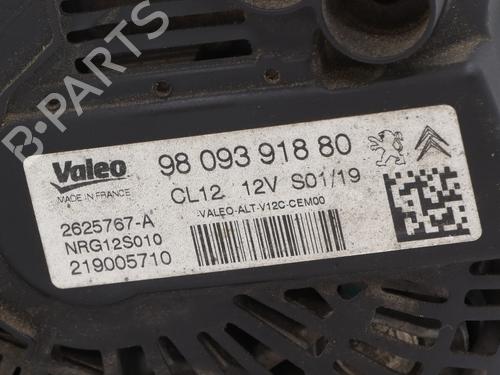 B-PARTS
Valeo
MADE IN FRANCE
98 093 918 80
CL12 12V S01/19
VALEO-ALT-V12C-CEM00
2625767-A
NRG12S010
219005710